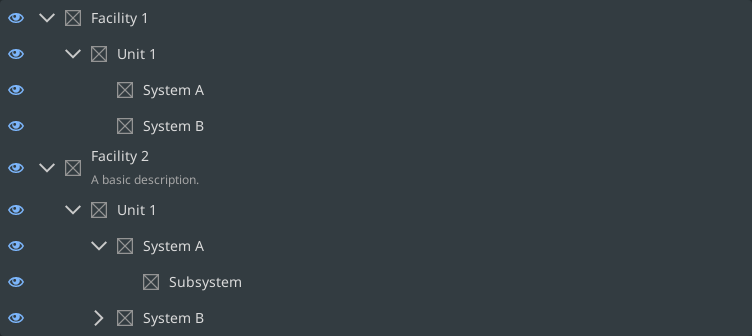 Facility 1
Unit 1
System A
System B
Facility 2
A basic description.
Unit 1
System A
Subsystem
System B